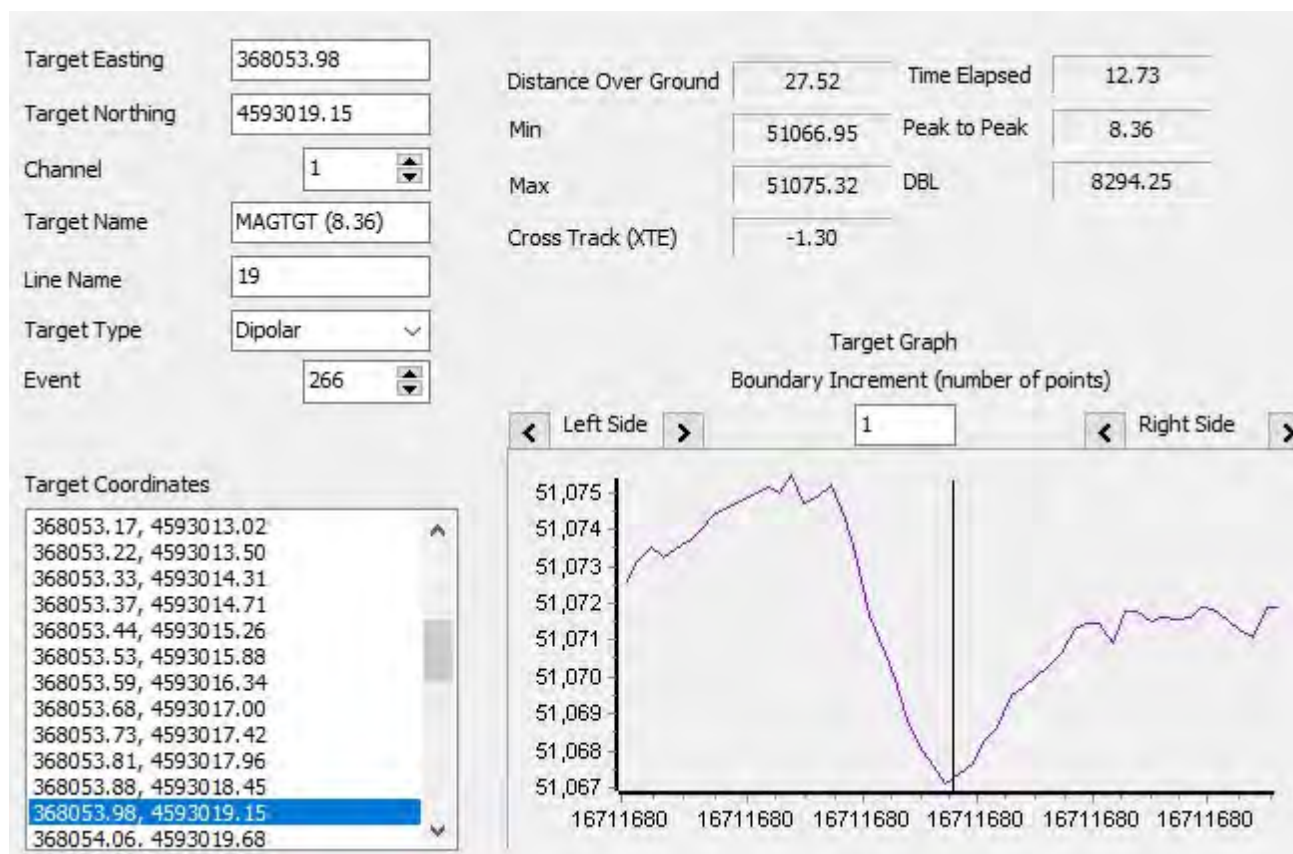 Target Easting 368053.98
Target Northing 4593019.15
Channel 1
Target Name MAGTGT (8.36)
Line Name 19
Target Type Dipolar
Event 266
Distance Over Ground 27.52 Time Elapsed 12.73
Min 51066.95 Peak to Peak 8.36
Max 51075.32 DBL 8294.25
Cross Track (XTE) -1.30
Target Coordinates
368053.17, 4593013.02
368053.22, 4593013.50
368053.33, 4593014.31
368053.37, 4593014.71
368053.44, 4593015.26
368053.53, 4593015.88
368053.59, 4593016.34
368053.68, 4593017.00
368053.73, 4593017.42
368053.81, 4593017.96
368053.88, 4593018.45
368053.98, 4593019.15
368054.06, 4593019.68
Target Graph
Boundary Increment (number of points)
< Left Side > 1 < Right Side >
51,075
51,074
51,073
51,072
51,071
51,070
51,069
51,068
51,067
16711680 16711680 16711680 16711680 16711680 16711680